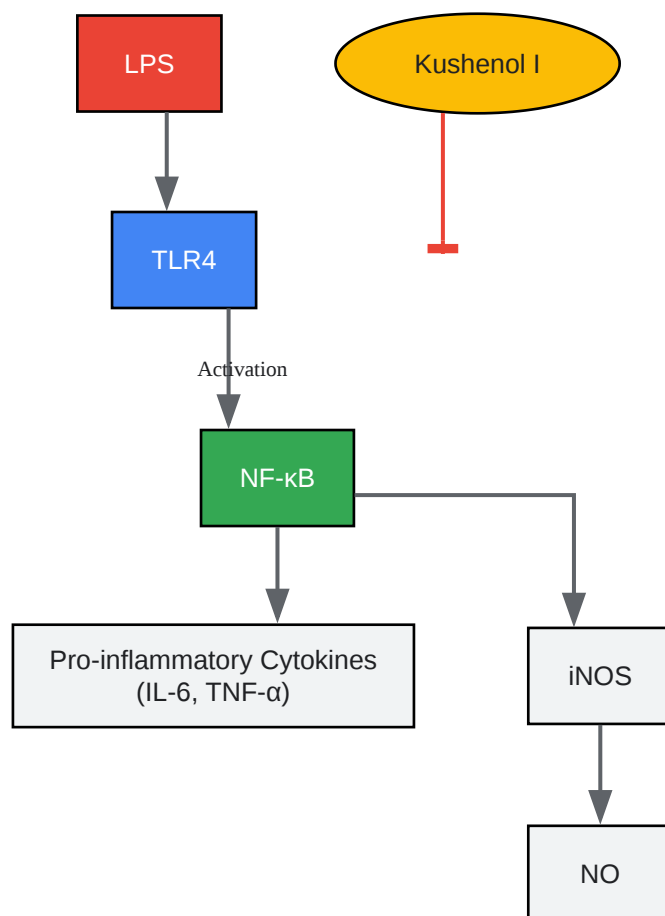 LPS
Kushenol I
TLR4
Activation
NF-κB
Pro-inflammatory Cytokines
(IL-6, TNF-α)
iNOS
NO